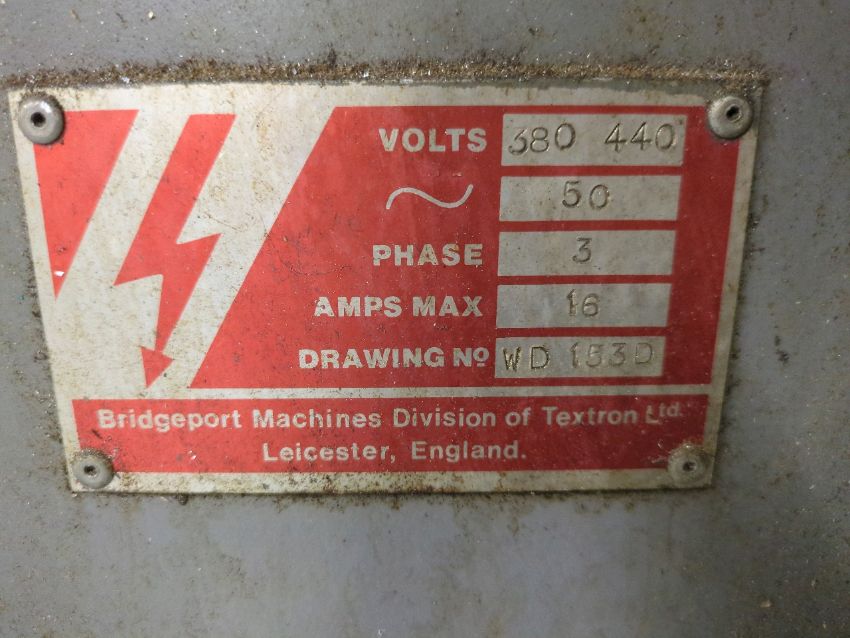 VOLTS 380 440
~ 50
PHASE 3
AMPS MAX 16
DRAWING Nº WD 153D
Bridgeport Machines Division of Textron Ltd.
Leicester, England.